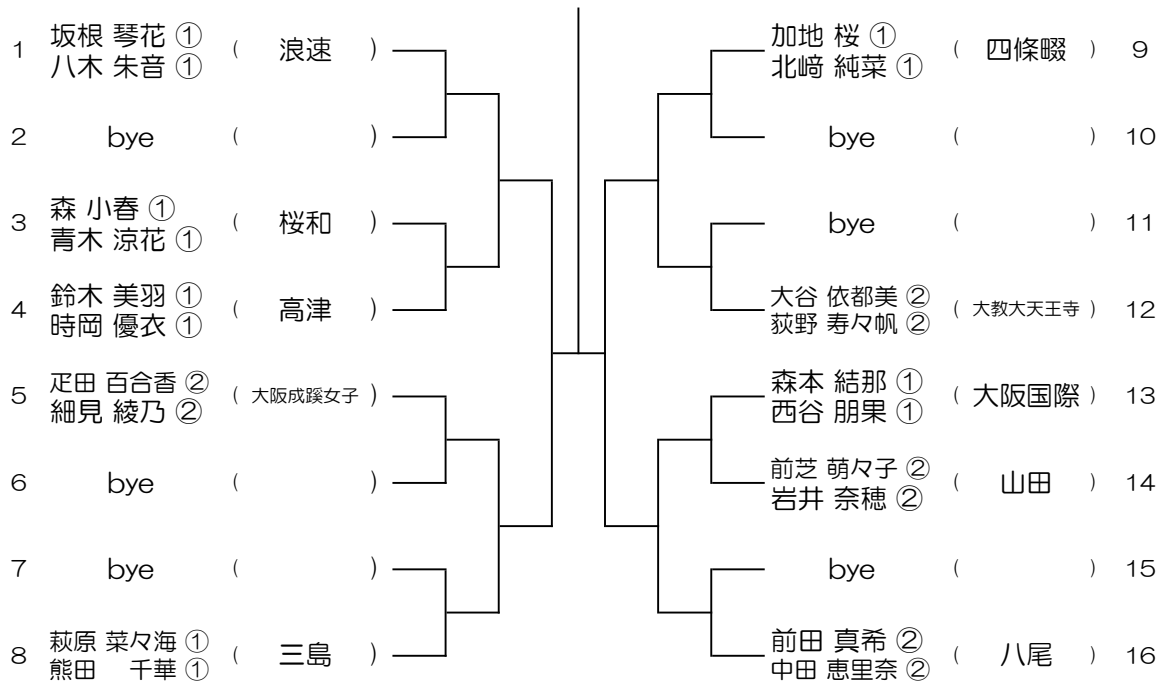 1 坂根 琴花 ① ( 浪速 )
八木 朱音 ①
2 bye ( )
3 森 小春 ① ( 桜和 )
青木 涼花 ①
4 鈴木 美羽 ① ( 高津 )
時岡 優衣 ①
5 疋田 百合香 ② ( 大阪成蹊女子 )
細見 綾乃 ②
6 bye ( )
7 bye ( )
8 萩原 菜々海 ① ( 三島 )
熊田 千華 ①
加地 桜 ① ( 四條畷 ) 9
北﨑 純菜 ①
bye ( ) 10
bye ( ) 11
大谷 依都美 ② ( 大教大天王寺 ) 12
荻野 寿々帆 ②
森本 結那 ① ( 大阪国際 ) 13
西谷 朋果 ①
前芝 萌々子 ② ( 山田 ) 14
岩井 奈穂 ②
bye ( ) 15
前田 真希 ② ( 八尾 ) 16
中田 恵里奈 ②